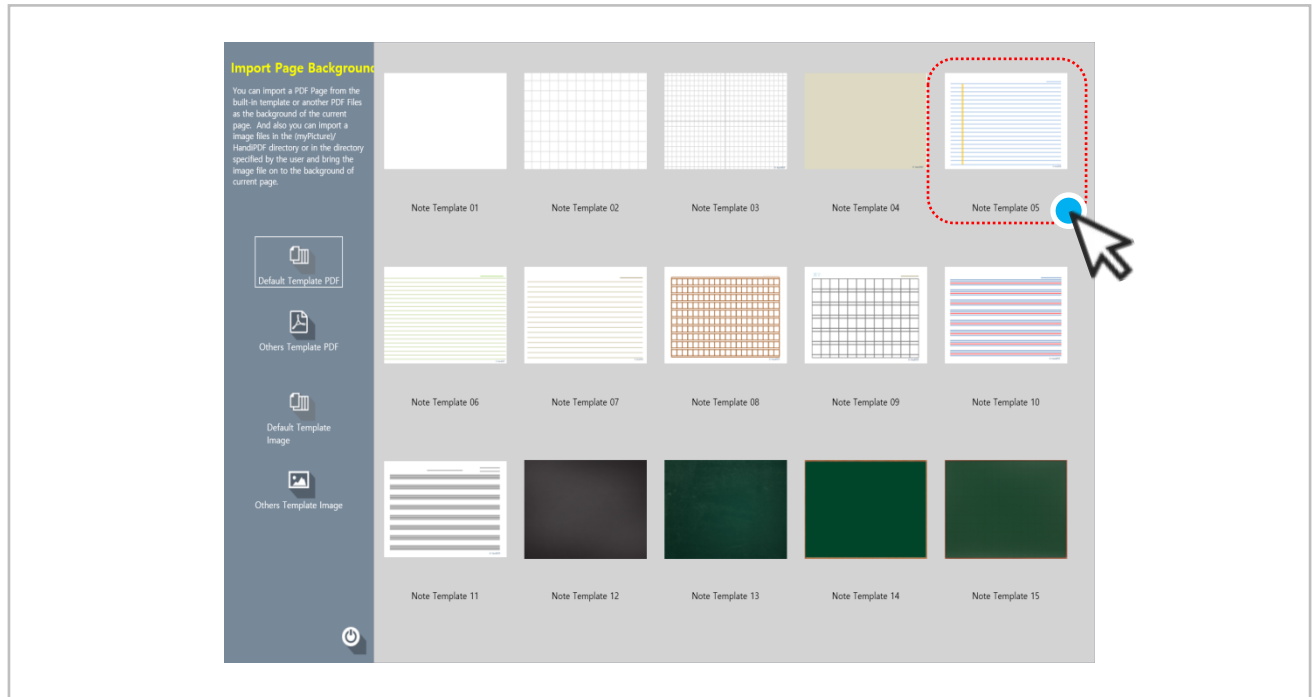 Import Page Background
You can import a PDF Page from the
built-in template or another PDF Files
as the background of the current
page. And also you can import a
image files in the (myPicture)/
HandiPDF directory or in the directory
specified by the user and bring the
image file on to the background of
current page.
Default Template PDF
Others Template PDF
Default Template
Image
Others Template Image
Note Template 01
Note Template 02
Note Template 03
Note Template 04
Note Template 05
Note Template 06
Note Template 07
Note Template 08
Note Template 09
Note Template 10
Note Template 11
Note Template 12
Note Template 13
Note Template 14
Note Template 15